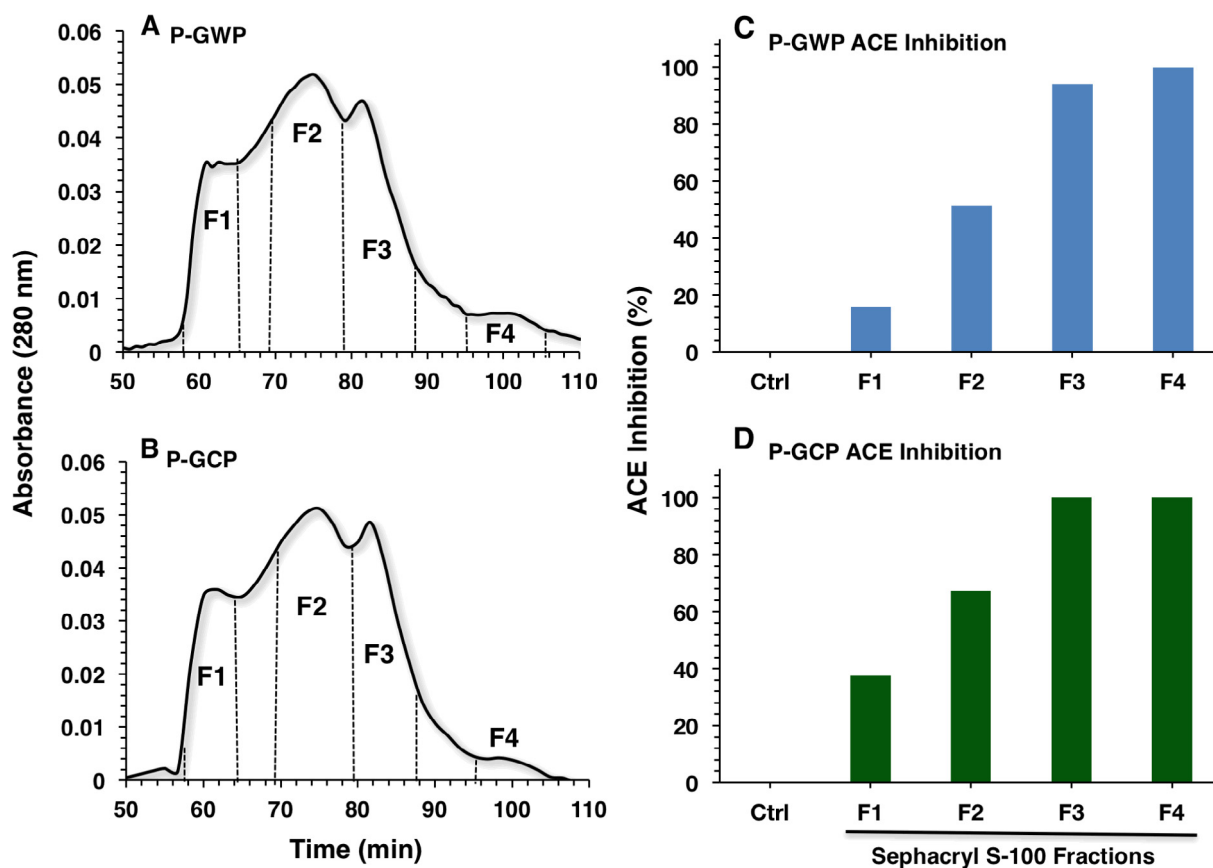 A P-GWP
0.06
0.05
0.04
0.03
0.02
0.01
0
F1
F2
F3
F4
50 60 70 80 90 100 110
B P-GCP
0.06
0.05
0.04
0.03
0.02
0.01
0
F1
F2
F3
F4
50 60 70 80 90 100 110
Absorbance (280 nm)
Time (min)
C P-GWP ACE Inhibition
100
80
60
40
20
0
Ctrl F1 F2 F3 F4
D P-GCP ACE Inhibition
100
80
60
40
20
0
Ctrl F1 F2 F3 F4
ACE Inhibition (%)
Sephacryl S-100 Fractions